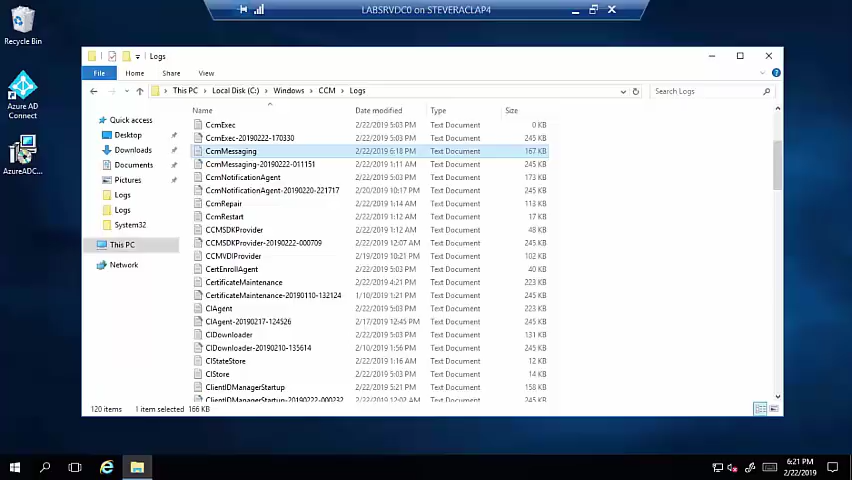 LABSRVDC0 on STEVERACLAP4
Recycle Bin
Azure AD
Connect
AzureADC...
Logs
File Home Share View
This PC Local Disk (C:) Windows CCM Logs
Search Logs
Quick access
Desktop
Downloads
Documents
Pictures
Logs
Logs
System32
This PC
Network
Name Date modified Type Size
CcmExec 2/22/2019 5:03 PM Text Document 0 KB
CcmExec-20190222-170330 2/22/2019 5:03 PM Text Document 245 KB
CcmMessaging 2/22/2019 6:18 PM Text Document 167 KB
CcmMessaging-20190222-011151 2/22/2019 1:11 AM Text Document 245 KB
CcmNotificationAgent 2/22/2019 5:03 PM Text Document 173 KB
CcmNotificationAgent-20190220-221717 2/20/2019 10:17 PM Text Document 245 KB
CcmRepair 2/22/2019 1:14 AM Text Document 113 KB
CcmRestart 2/22/2019 1:12 AM Text Document 17 KB
CCMSDKProvider 2/22/2019 1:12 AM Text Document 48 KB
CCMSDKProvider-20190222-000709 2/22/2019 12:07 AM Text Document 245 KB
CCMVDIProvider 2/19/2019 10:21 PM Text Document 102 KB
CertEnrollAgent 2/22/2019 5:03 PM Text Document 40 KB
CertificateMaintenance 2/22/2019 4:21 PM Text Document 223 KB
CertificateMaintenance-20190110-132124 1/10/2019 1:21 PM Text Document 245 KB
CIAgent 2/22/2019 5:03 PM Text Document 223 KB
CIAgent-20190217-124526 2/17/2019 12:45 PM Text Document 245 KB
CIDownloader 2/22/2019 5:03 PM Text Document 131 KB
CIDownloader-20190210-135614 2/10/2019 1:56 PM Text Document 245 KB
CIStateStore 2/22/2019 1:16 AM Text Document 12 KB
CIStore 2/22/2019 5:03 PM Text Document 14 KB
ClientIDManagerStartup 2/22/2019 5:21 PM Text Document 158 KB
ClientIDManagerStartup-20190222-000232 2/22/2019 12:02 AM Text Document 245 KB
120 items 1 item selected 166 KB
6:21 PM
2/22/2019